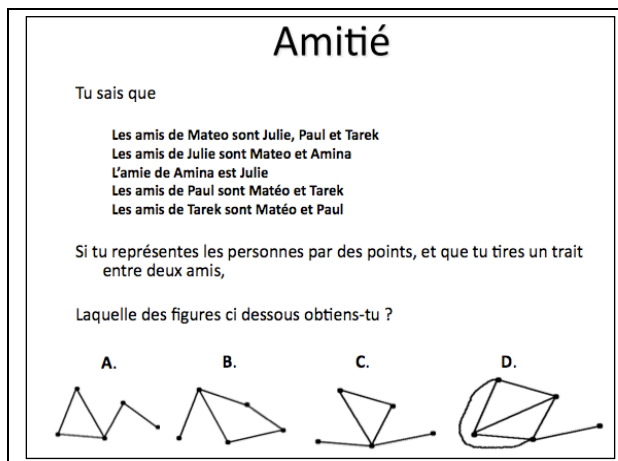 Amitié
Tu sais que
Les amis de Mateo sont Julie, Paul et Tarek
Les amis de Julie sont Mateo et Amina
L'amie de Amina est Julie
Les amis de Paul sont Matéo et Tarek
Les amis de Tarek sont Matéo et Paul
Si tu représentes les personnes par des points, et que tu tires un trait
entre deux amis,
Laquelle des figures ci dessous obtiens-tu ?
A. B. C. D.